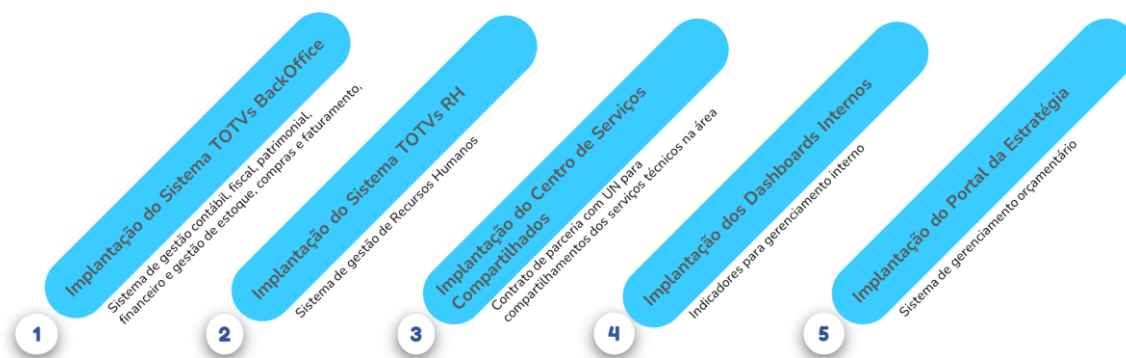 Implantação do Sistema TOTVs BackOffice
Sistema de gestão contábil, fiscal, patrimonial,
financeiro e gestão de estoque, compras e faturamento.
1
Implantação do Sistema TOTVs RH
Sistema de gestão de Recursos Humanos
2
Implantação do Centro de Serviços
Compartilhados
Contrato de parceria com UN para
compartilhamentos dos serviços técnicos na área
3
Implantação dos Dashboards Internos
Indicadores para gerenciamento interno
4
Implantação do Portal da Estratégia
Sistema de gerenciamento orçamentário
5